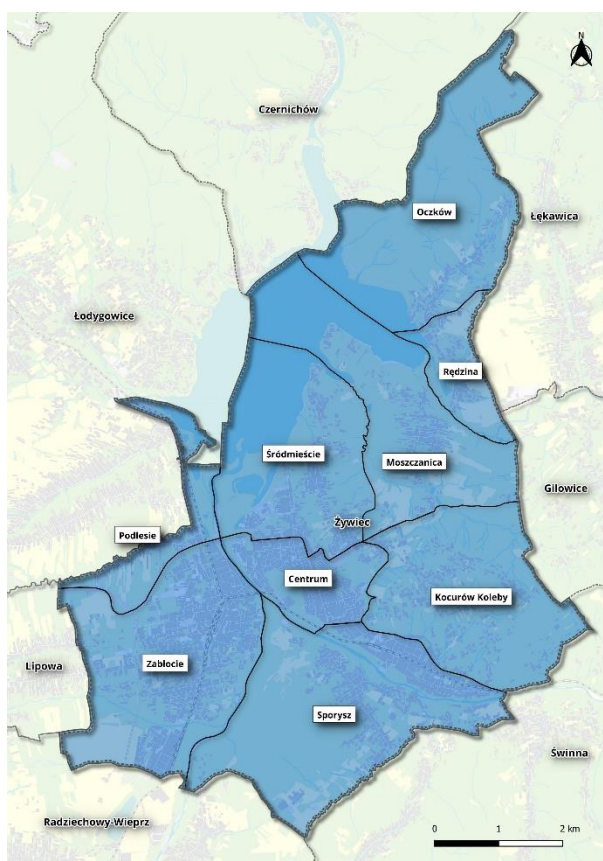 N
Czernichów
Oczków
Łękawica
Łodygowice
Rędzina
Śródmieście
Moszczanica
Gilowice
Żywiec
Podlesie
Centrum
Kocurów Koleby
Lipowa
Zabłocie
Sporysz
Świnna
Radziechowy-Wieprz
0 1 2 km